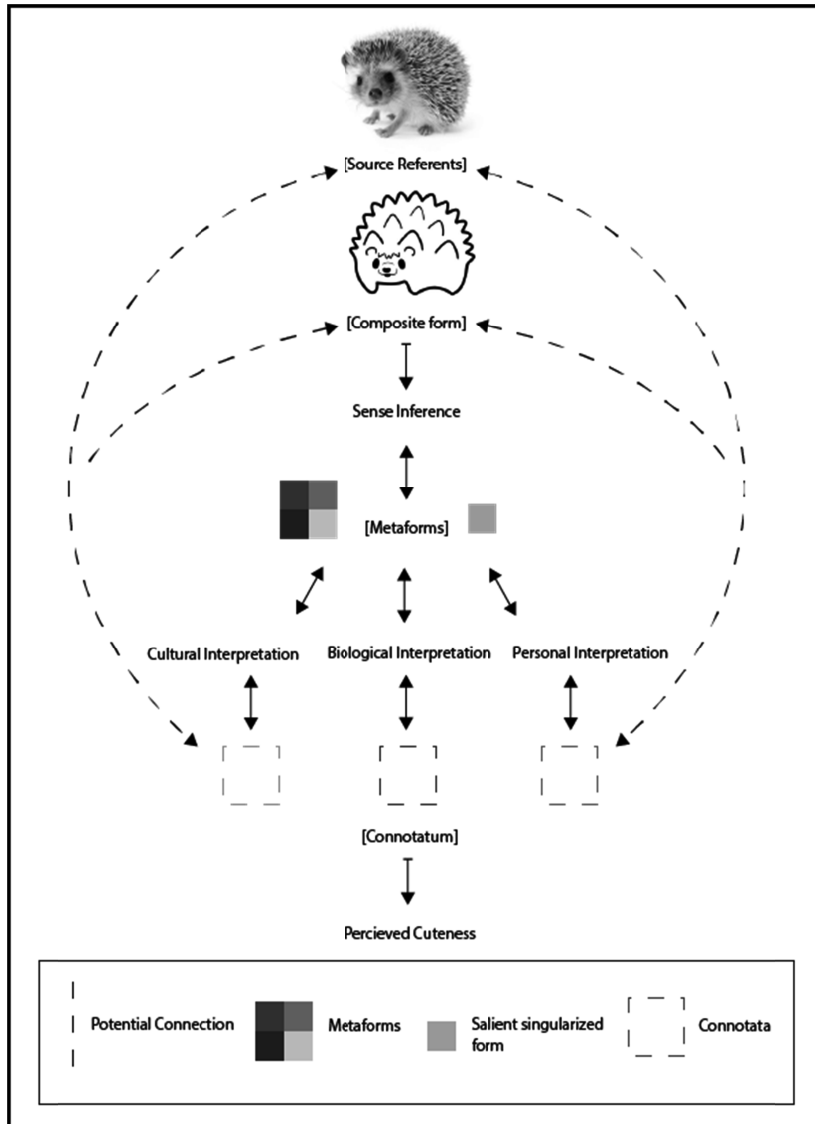 [Source Referents]
[Composite form]
Sense Inference
[Metaforms]
Cultural Interpretation
Biological Interpretation
Personal Interpretation
[Connotatum]
Percieved Cuteness
Potential Connection
Metaforms
Salient singularized
form
Connotata